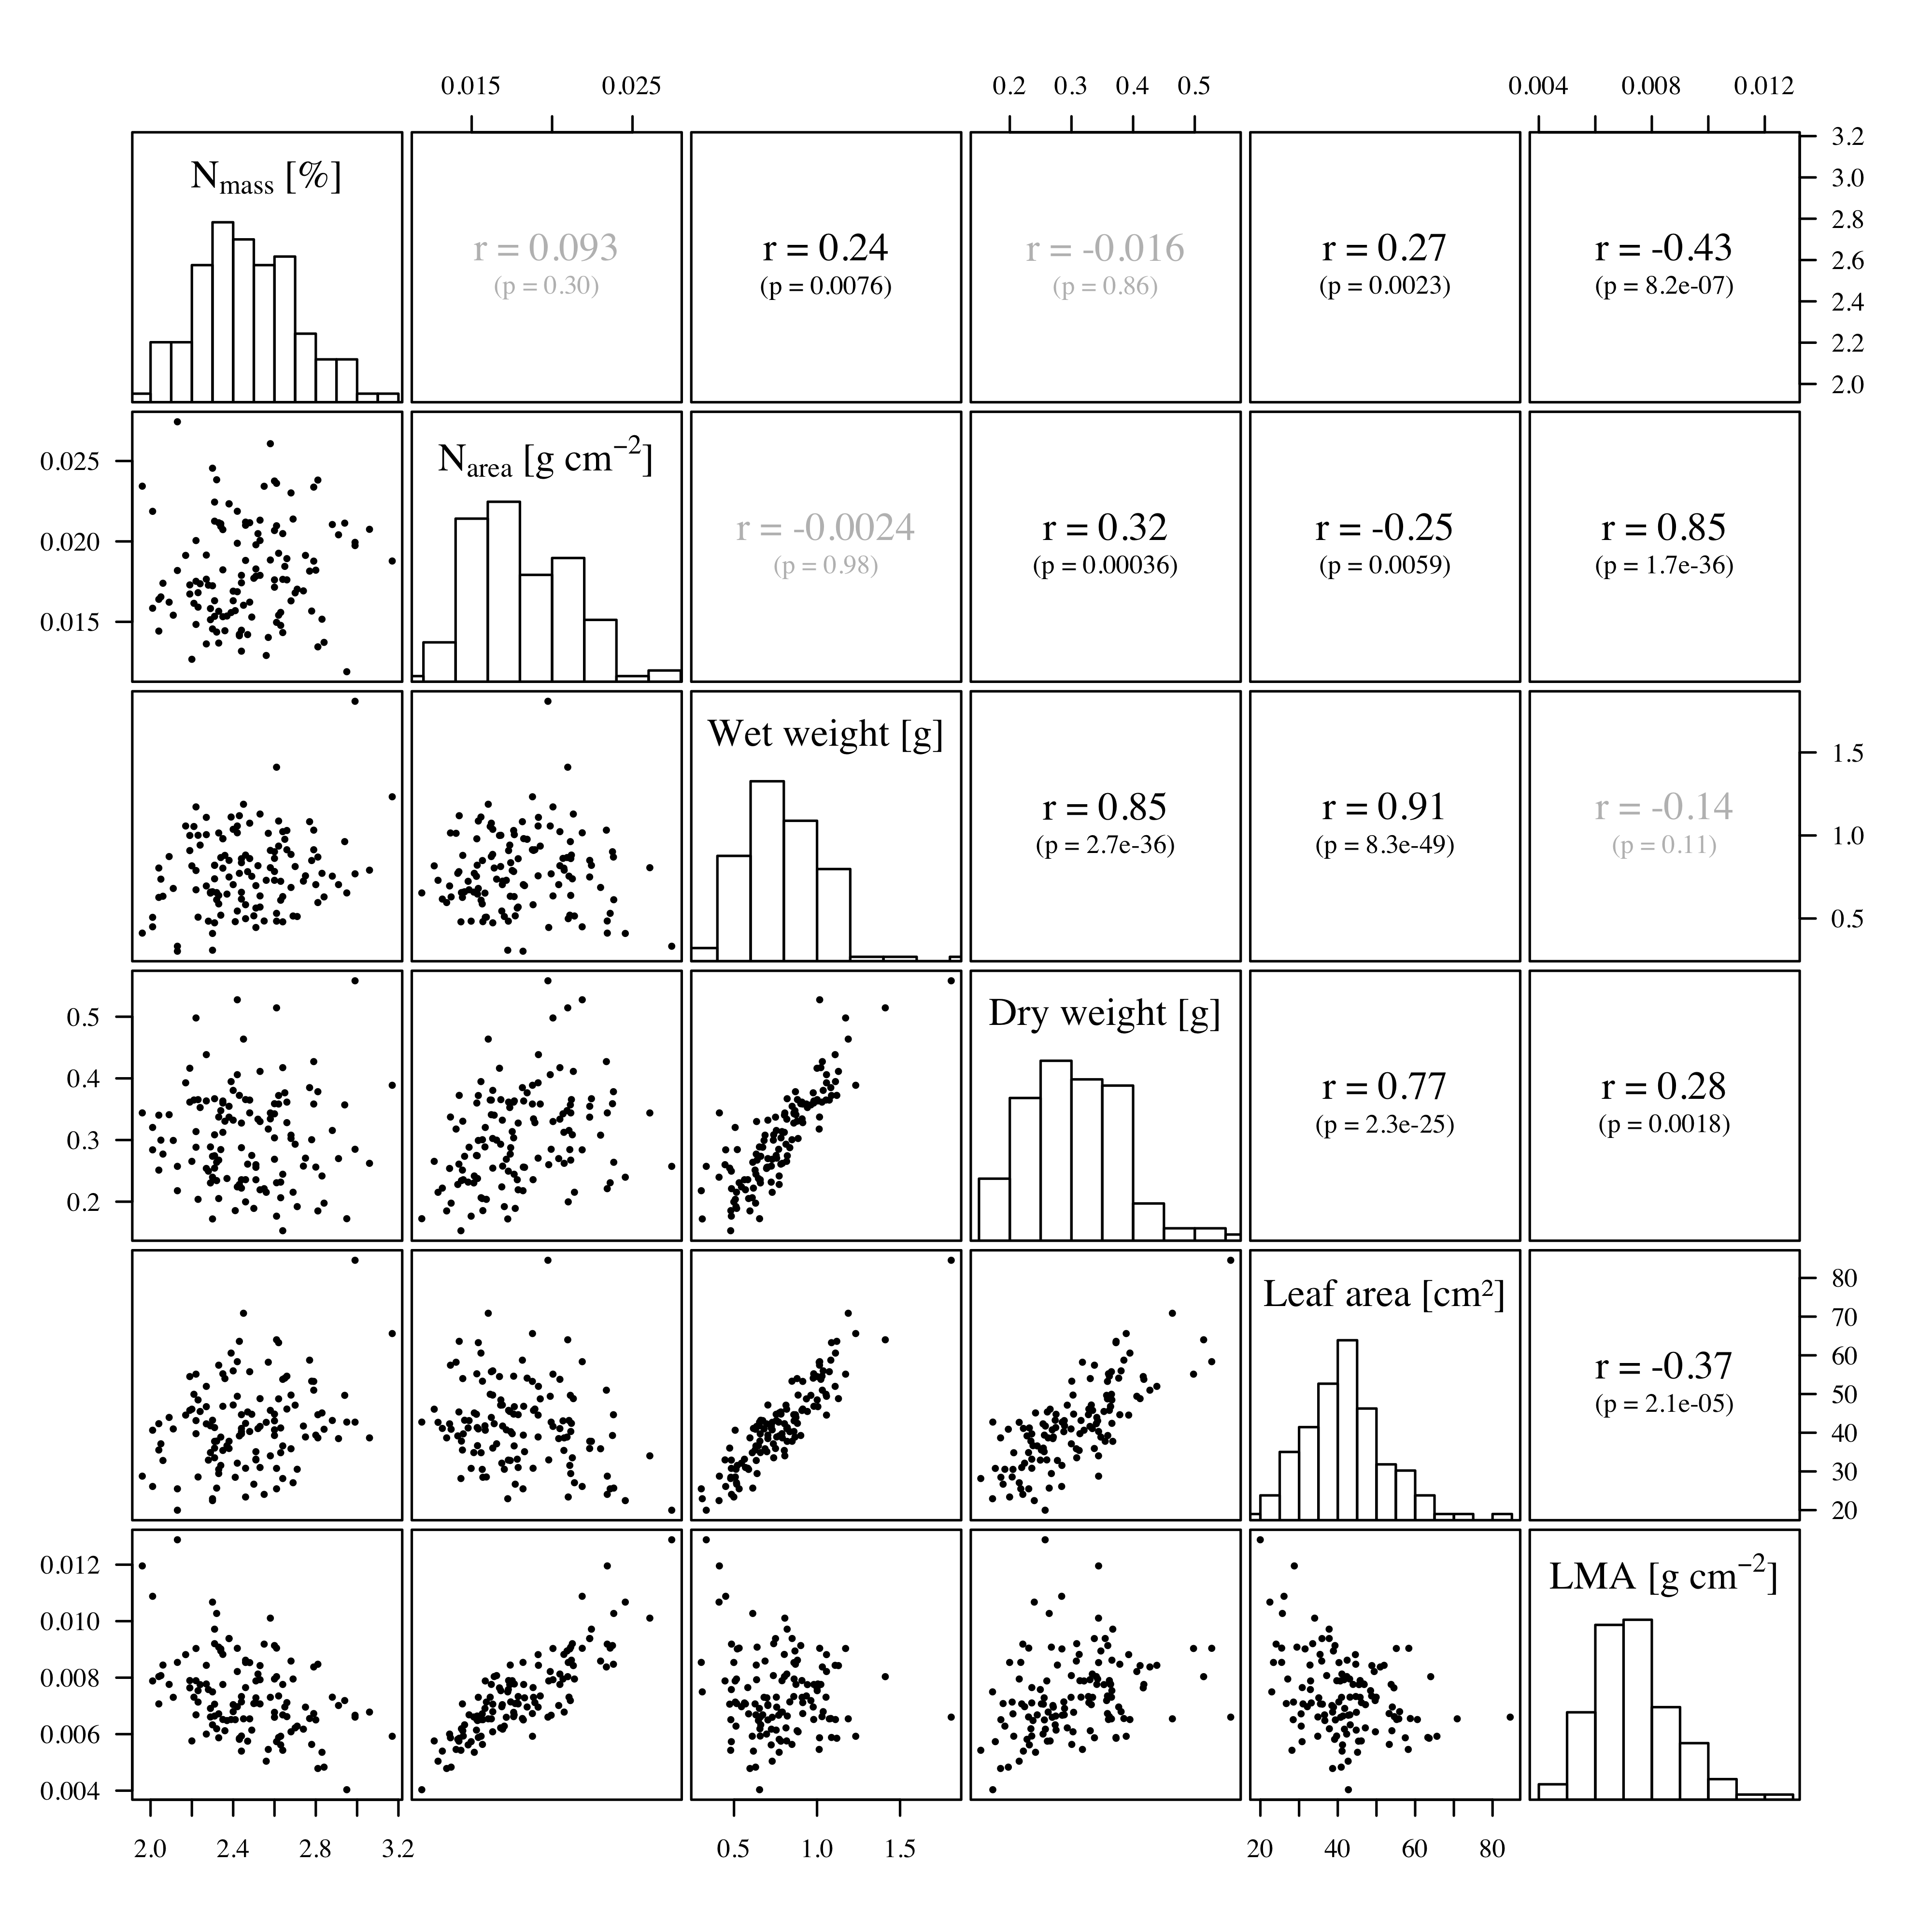 0.015 0.025 0.2 0.3 0.4 0.5 0.004 0.008 0.012
Nmass [%]
3.2
3.0
2.8
2.6
2.4
2.2
2.0
r = 0.093
(p = 0.30)
r = 0.24
(p = 0.0076)
r = -0.016
(p = 0.86)
r = 0.27
(p = 0.0023)
r = -0.43
(p = 8.2e-07)
0.025
0.020
0.015
Narea [g cm−2]
r = -0.0024
(p = 0.98)
r = 0.32
(p = 0.00036)
r = -0.25
(p = 0.0059)
r = 0.85
(p = 1.7e-36)
Wet weight [g]
r = 0.85
(p = 2.7e-36)
r = 0.91
(p = 8.3e-49)
r = -0.14
(p = 0.11)
1.5
1.0
0.5
0.5
0.4
0.3
0.2
Dry weight [g]
r = 0.77
(p = 2.3e-25)
r = 0.28
(p = 0.0018)
Leaf area [cm²]
r = -0.37
(p = 2.1e-05)
80
70
60
50
40
30
20
0.012
0.010
0.008
0.006
0.004
LMA [g cm−2]
2.0 2.4 2.8 3.2 0.5 1.0 1.5 20 40 60 80